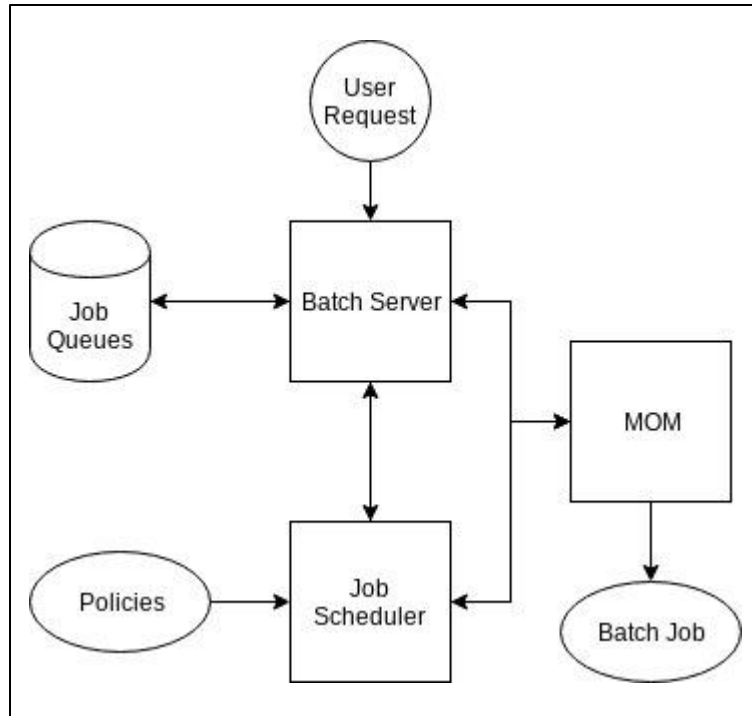 User
Request
Job
Queues
Batch Server
MOM
Policies
Job
Scheduler
Batch Job